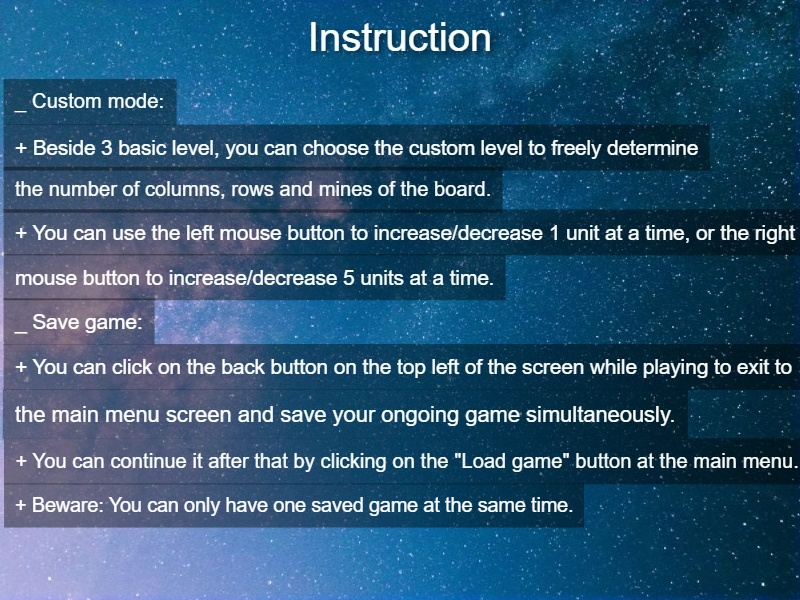 Instruction
_ Custom mode:
+ Beside 3 basic level, you can choose the custom level to freely determine
the number of columns, rows and mines of the board.
+ You can use the left mouse button to increase/decrease 1 unit at a time, or the right
mouse button to increase/decrease 5 units at a time.
_ Save game:
+ You can click on the back button on the top left of the screen while playing to exit to
the main menu screen and save your ongoing game simultaneously.
+ You can continue it after that by clicking on the "Load game" button at the main menu.
+ Beware: You can only have one saved game at the same time.